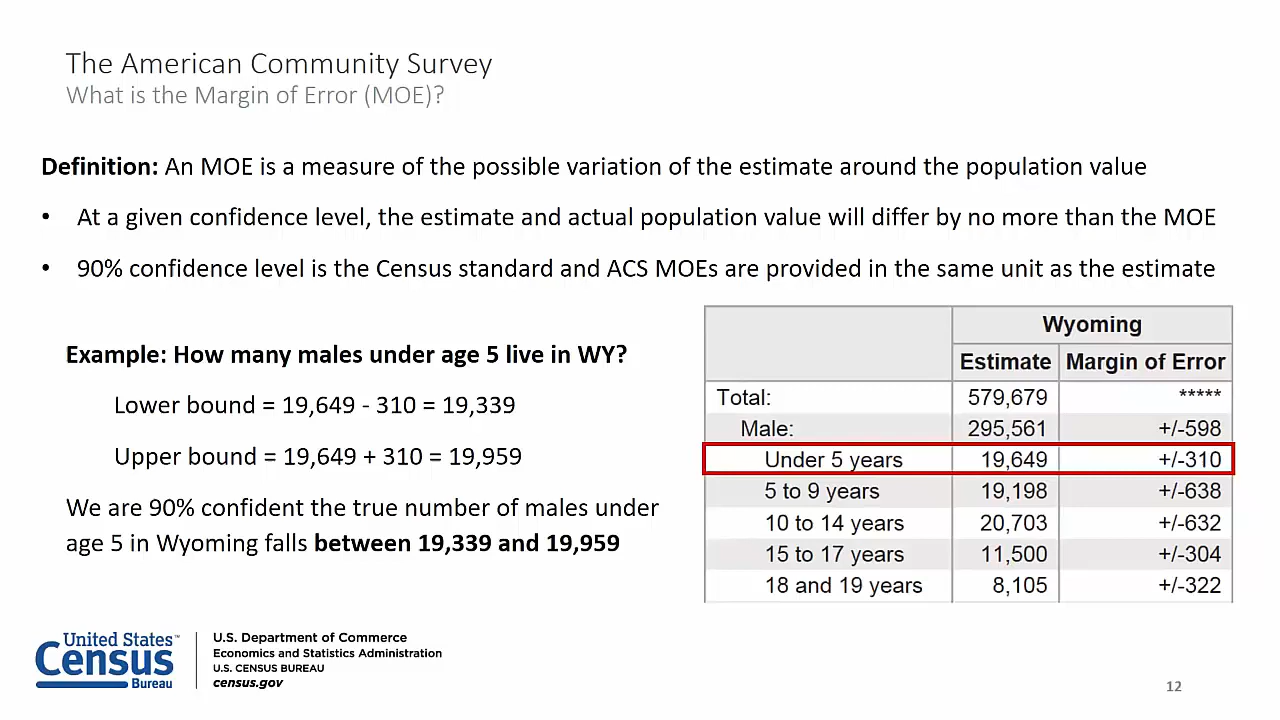 The American Community Survey
What is the Margin of Error (MOE)?
Definition: An MOE is a measure of the possible variation of the estimate around the population value
• At a given confidence level, the estimate and actual population value will differ by no more than the MOE
• 90% confidence level is the Census standard and ACS MOEs are provided in the same unit as the estimate
Example: How many males under age 5 live in WY?
Lower bound = 19,649 - 310 = 19,339
Upper bound = 19,649 + 310 = 19,959
We are 90% confident the true number of males under
age 5 in Wyoming falls between 19,339 and 19,959
Wyoming
Estimate Margin of Error
Total: 579,679 *****
Male: 295,561 +/-598
Under 5 years 19,649 +/-310
5 to 9 years 19,198 +/-638
10 to 14 years 20,703 +/-632
15 to 17 years 11,500 +/-304
18 and 19 years 8,105 +/-322
United States™
Census
Bureau
U.S. Department of Commerce
Economics and Statistics Administration
U.S. CENSUS BUREAU
census.gov
12